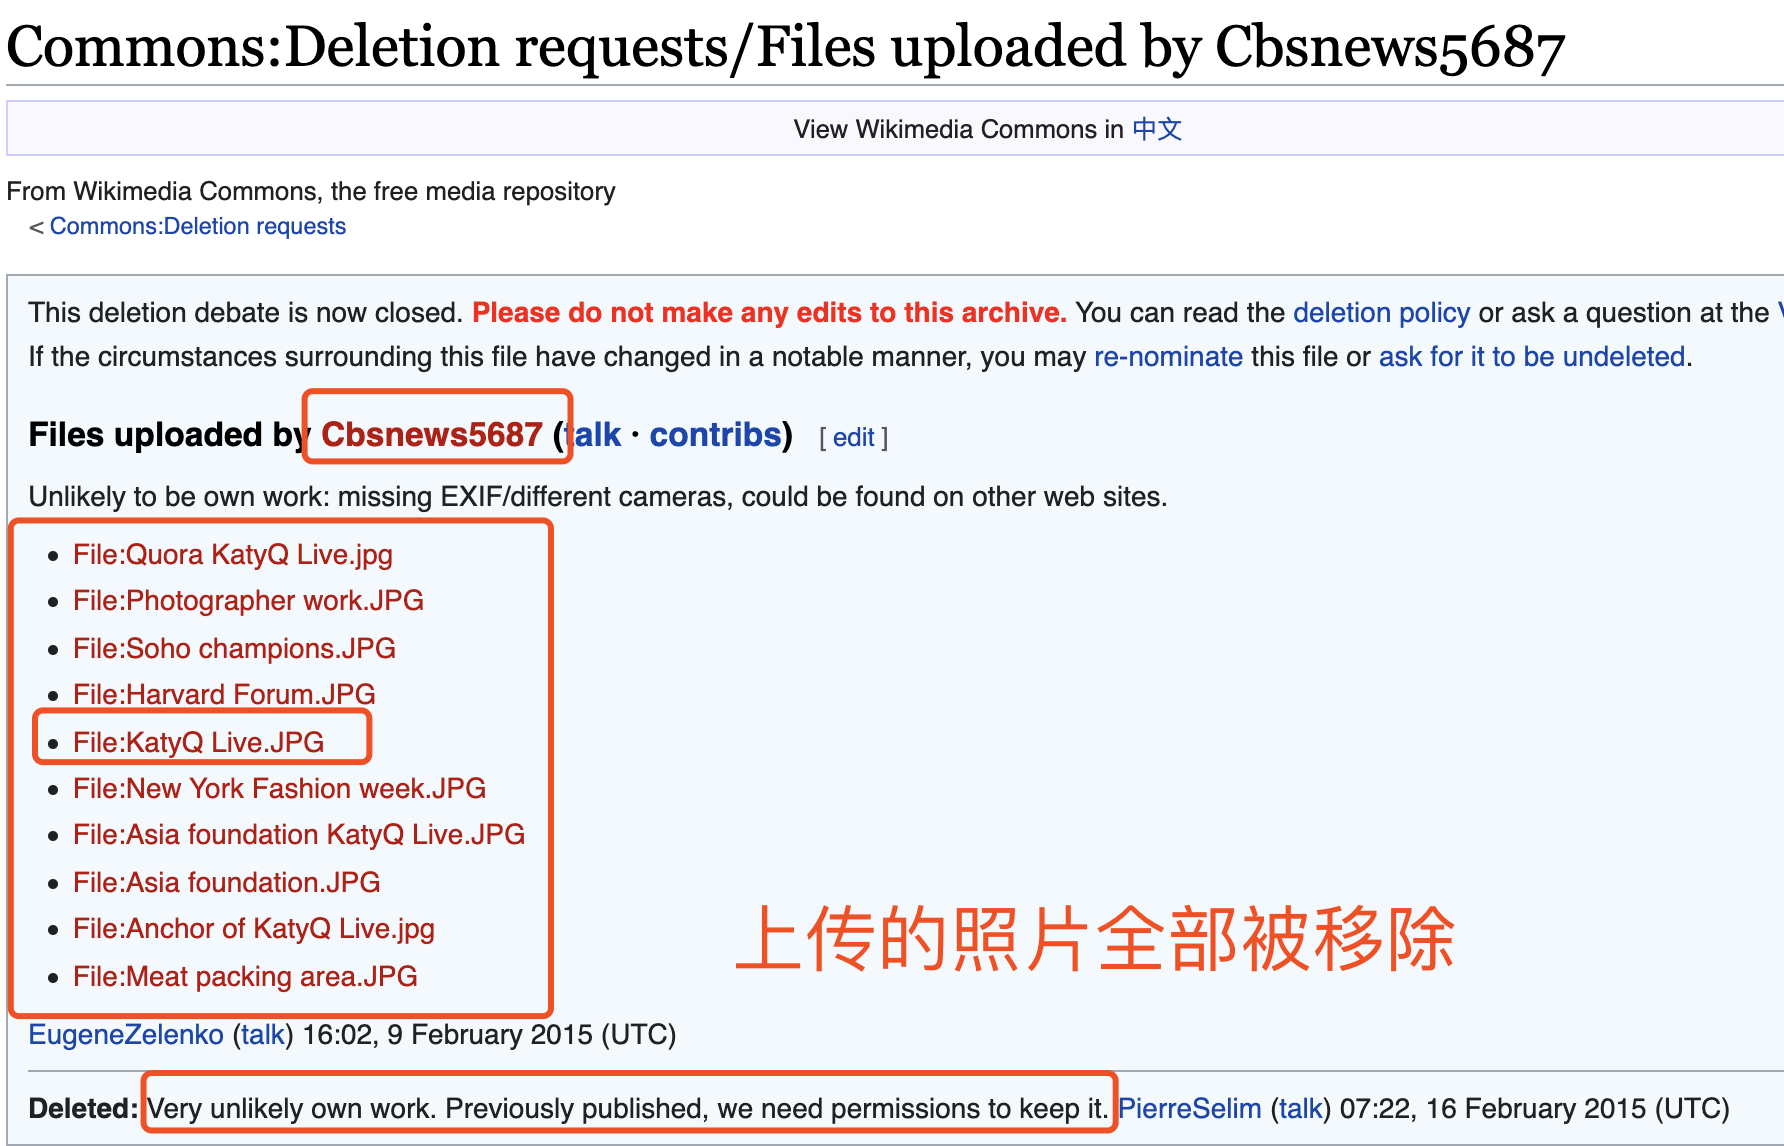 Commons:Deletion requests/Files uploaded by Cbsnews5687
View Wikimedia Commons in 中文
From Wikimedia Commons, the free media repository
< Commons:Deletion requests
This deletion debate is now closed. Please do not make any edits to this archive. You can read the deletion policy or ask a question at the
If the circumstances surrounding this file have changed in a notable manner, you may re-nominate this file or ask for it to be undeleted.
Files uploaded by Cbsnews5687 (talk · contribs) [ edit ]
Unlikely to be own work: missing EXIF/different cameras, could be found on other web sites.
• File:Quora KatyQ Live.jpg
• File:Photographer work.JPG
• File:Soho champions.JPG
• File:Harvard Forum.JPG
• File:KatyQ Live.JPG
• File:New York Fashion week.JPG
• File:Asia foundation KatyQ Live.JPG
• File:Asia foundation.JPG
• File:Anchor of KatyQ Live.jpg
• File:Meat packing area.JPG
上传的照片全部被移除
EugeneZelenko (talk) 16:02, 9 February 2015 (UTC)
Deleted: Very unlikely own work. Previously published, we need permissions to keep it. PierreSelim (talk) 07:22, 16 February 2015 (UTC)